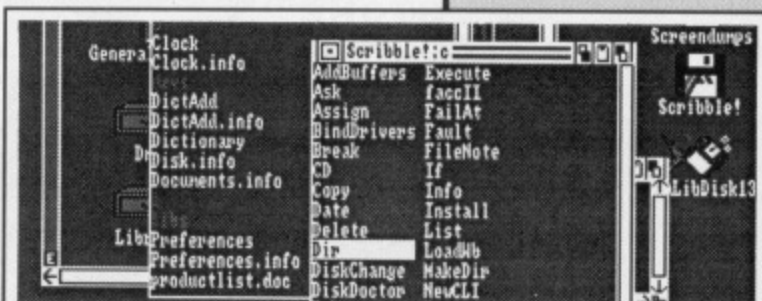 Genera
Clock
Clock.info
DictAdd
DictAdd.info
Dictionary
Disk.info
Documents.info
Libr
Preferences
Preferences.info
productlist.doc
Scribble!:c
AddBuffers Execute
Ask faccII
Assign FailAt
BindDrivers Fault
Break FileNote
CD If
Copy Info
Date Install
Delete List
Dir LoadWb
DiskChange MakeDir
DiskDoctor NewCLI
Screendumps
Scribble!
LibDisk13
E